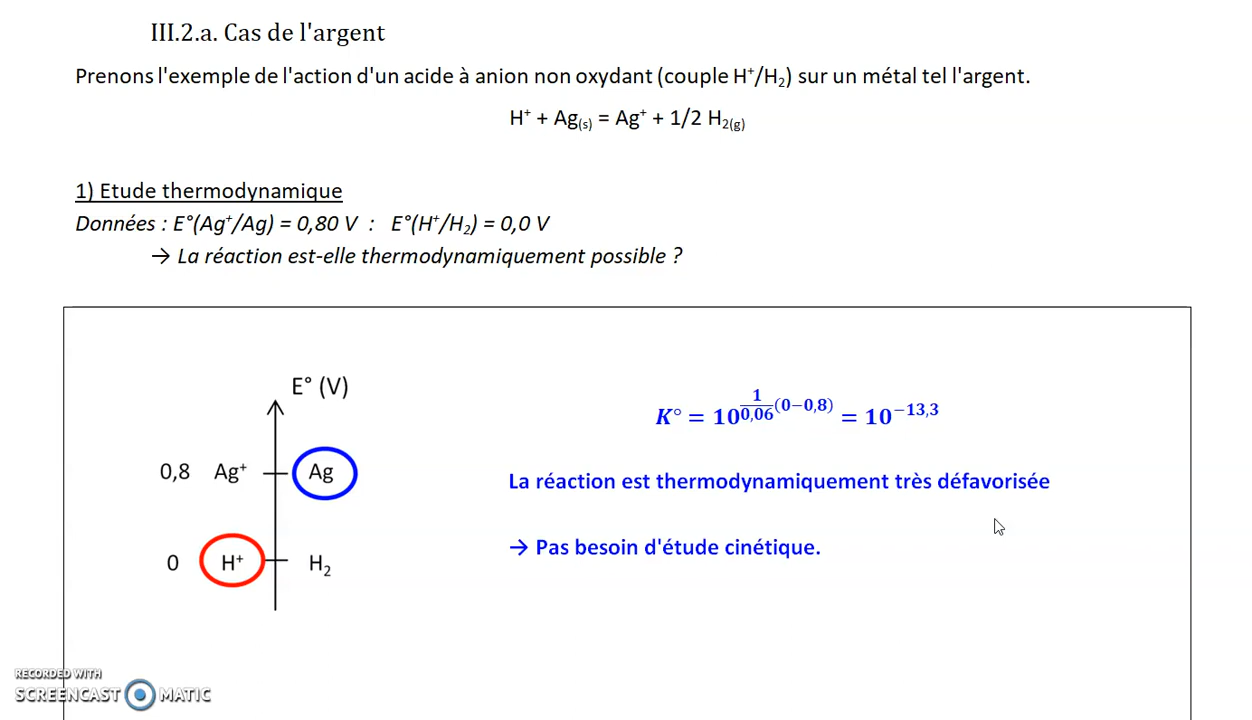 III.2.a. Cas de l'argent
Prenons l'exemple de l'action d'un acide à anion non oxydant (couple H⁺/H₂) sur un métal tel l'argent.
H⁺ + Ag₍ₛ₎ = Ag⁺ + 1/2 H₂(g)
1) Etude thermodynamique
Données : E°(Ag⁺/Ag) = 0,80 V : E°(H⁺/H₂) = 0,0 V
→ La réaction est-elle thermodynamiquement possible ?
E° (V)
0,8 Ag⁺ Ag
0 H⁺ H₂
K° = 10^(1/0,06 (0−0,8)) = 10^(−13,3)
La réaction est thermodynamiquement très défavorisée
→ Pas besoin d'étude cinétique.
RECORDED WITH
SCREENCAST MATIC